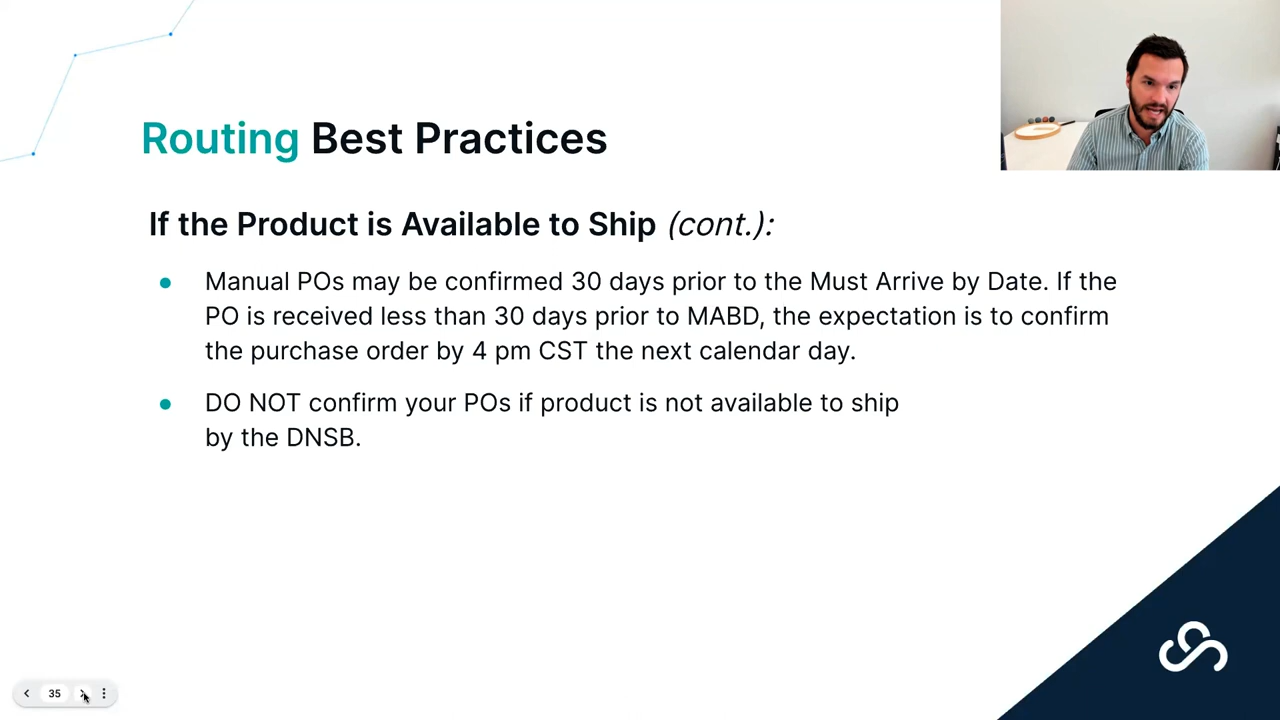 Routing Best Practices
If the Product is Available to Ship (cont.):
● Manual POs may be confirmed 30 days prior to the Must Arrive by Date. If the
PO is received less than 30 days prior to MABD, the expectation is to confirm
the purchase order by 4 pm CST the next calendar day.
● DO NOT confirm your POs if product is not available to ship
by the DNSB.
35